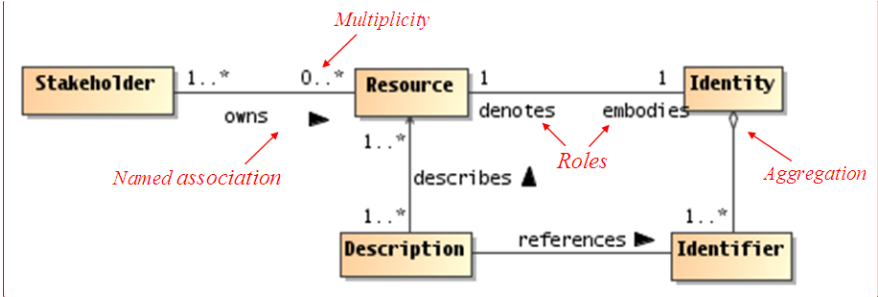 Multiplicity
Stakeholder
1..*
0..*
Resource
1
1
Identity
owns ►
denotes
embodies
Named association
Roles
Aggregation
1..*
describes ▲
1..*
1..*
Description
references ►
Identifier